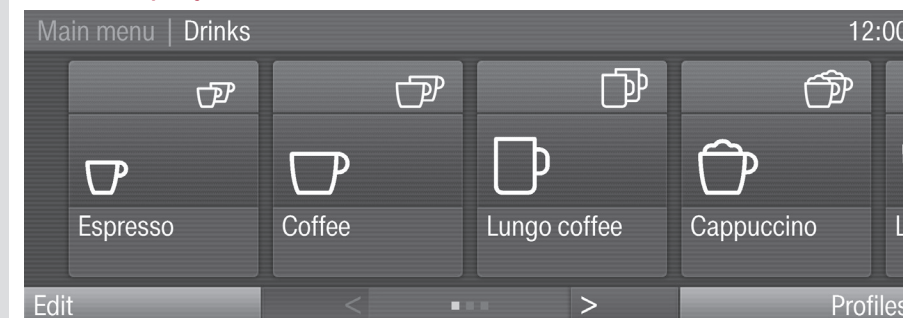 Main menu | Drinks 12:00
Espresso Coffee Lungo coffee Cappuccino L
Edit < > Profiles